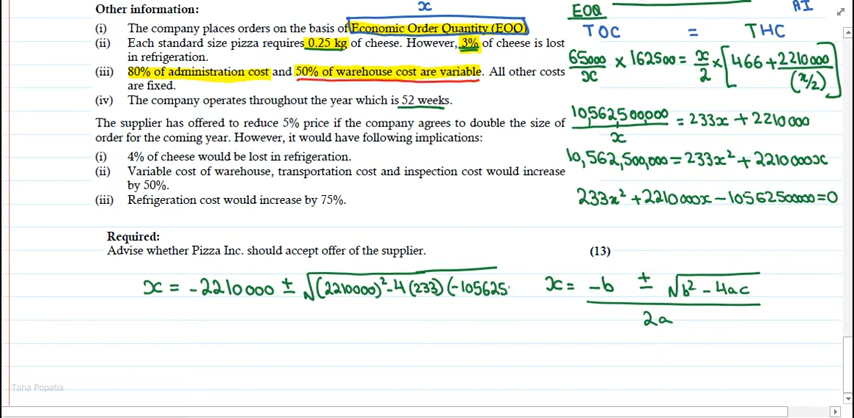 Other information:
(i) The company places orders on the basis of Economic Order Quantity (EOQ)
x
(ii) Each standard size pizza requires 0.25 kg of cheese. However, 3% of cheese is lost
in refrigeration.
(iii) 80% of administration cost and 50% of warehouse cost are variable. All other costs
are fixed.
(iv) The company operates throughout the year which is 52 weeks.
The supplier has offered to reduce 5% price if the company agrees to double the size of
order for the coming year. However, it would have following implications:
(i) 4% of cheese would be lost in refrigeration.
(ii) Variable cost of warehouse, transportation cost and inspection cost would increase
by 50%.
(iii) Refrigeration cost would increase by 75%.
Required:
Advise whether Pizza Inc. should accept offer of the supplier. (13)
EOQ
TOC = THC
65000/x × 162500 = x/2 × [466 + 2210000/(x/2)]
10,562,500,000/x = 233x + 2210000
10,562,500,000 = 233x² + 2210000x
233x² + 2210000x - 10562500000 = 0
x = -2210000 ± √(2210000)² - 4(233)(-105625
x = -b ± √b² - 4ac
2a
Taha Popatia